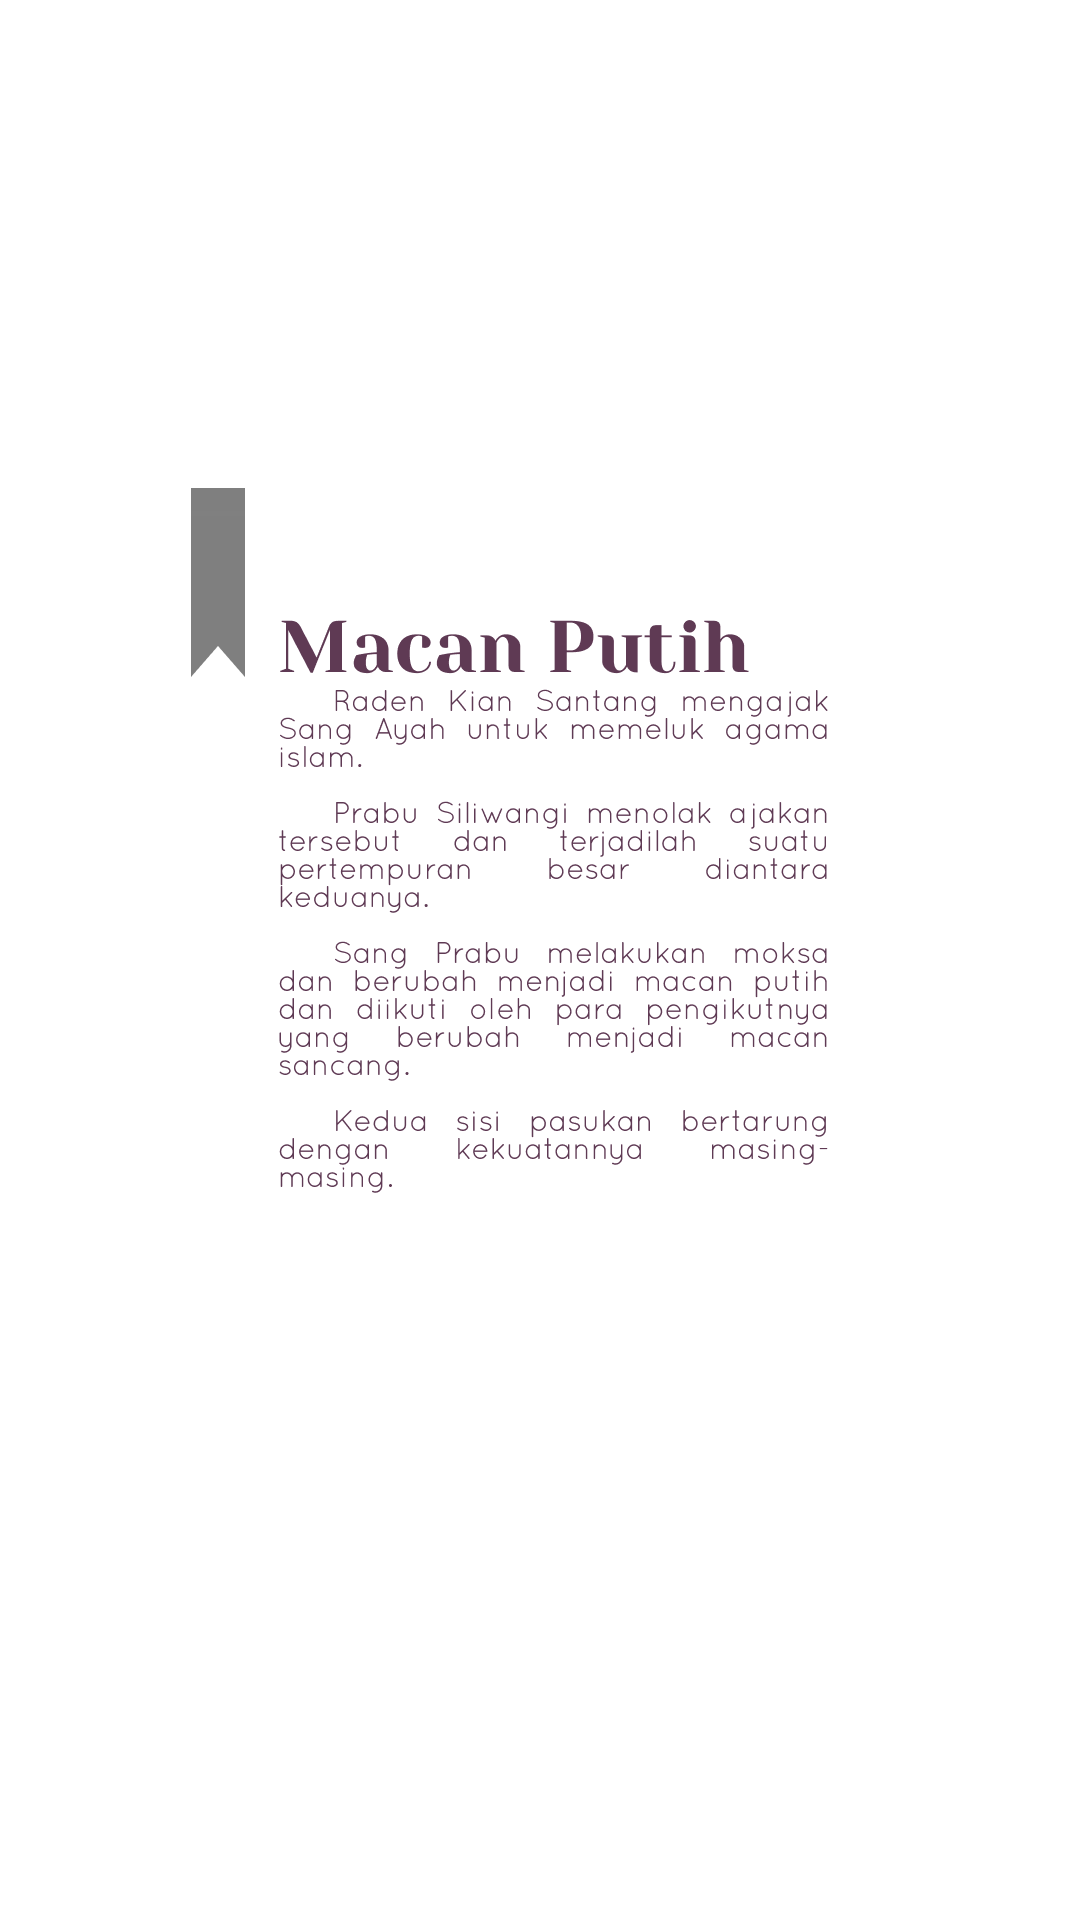 Macan Putih
Raden Kian Santang mengajak
Sang Ayah untuk memeluk agama
islam.
Prabu Siliwangi menolak ajakan
tersebut dan terjadilah suatu
pertempuran besar diantara
keduanya.
Sang Prabu melakukan moksa
dan berubah menjadi macan putih
dan diikuti oleh para pengikutnya
yang berubah menjadi macan
sancang.
Kedua sisi pasukan bertarung
dengan kekuatannya masing-
masing.